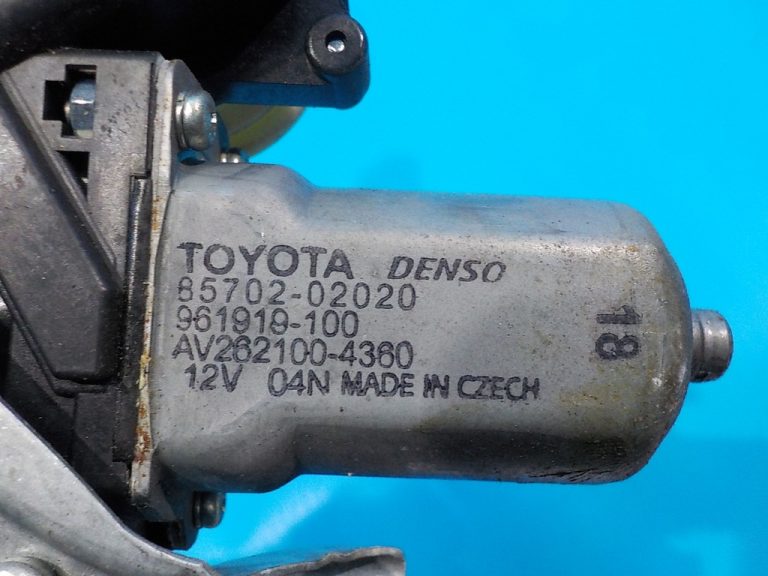 TOYOTA DENSO
85702-02020
961919-100
AV262100-4360
12V 04N MADE IN CZECH
18